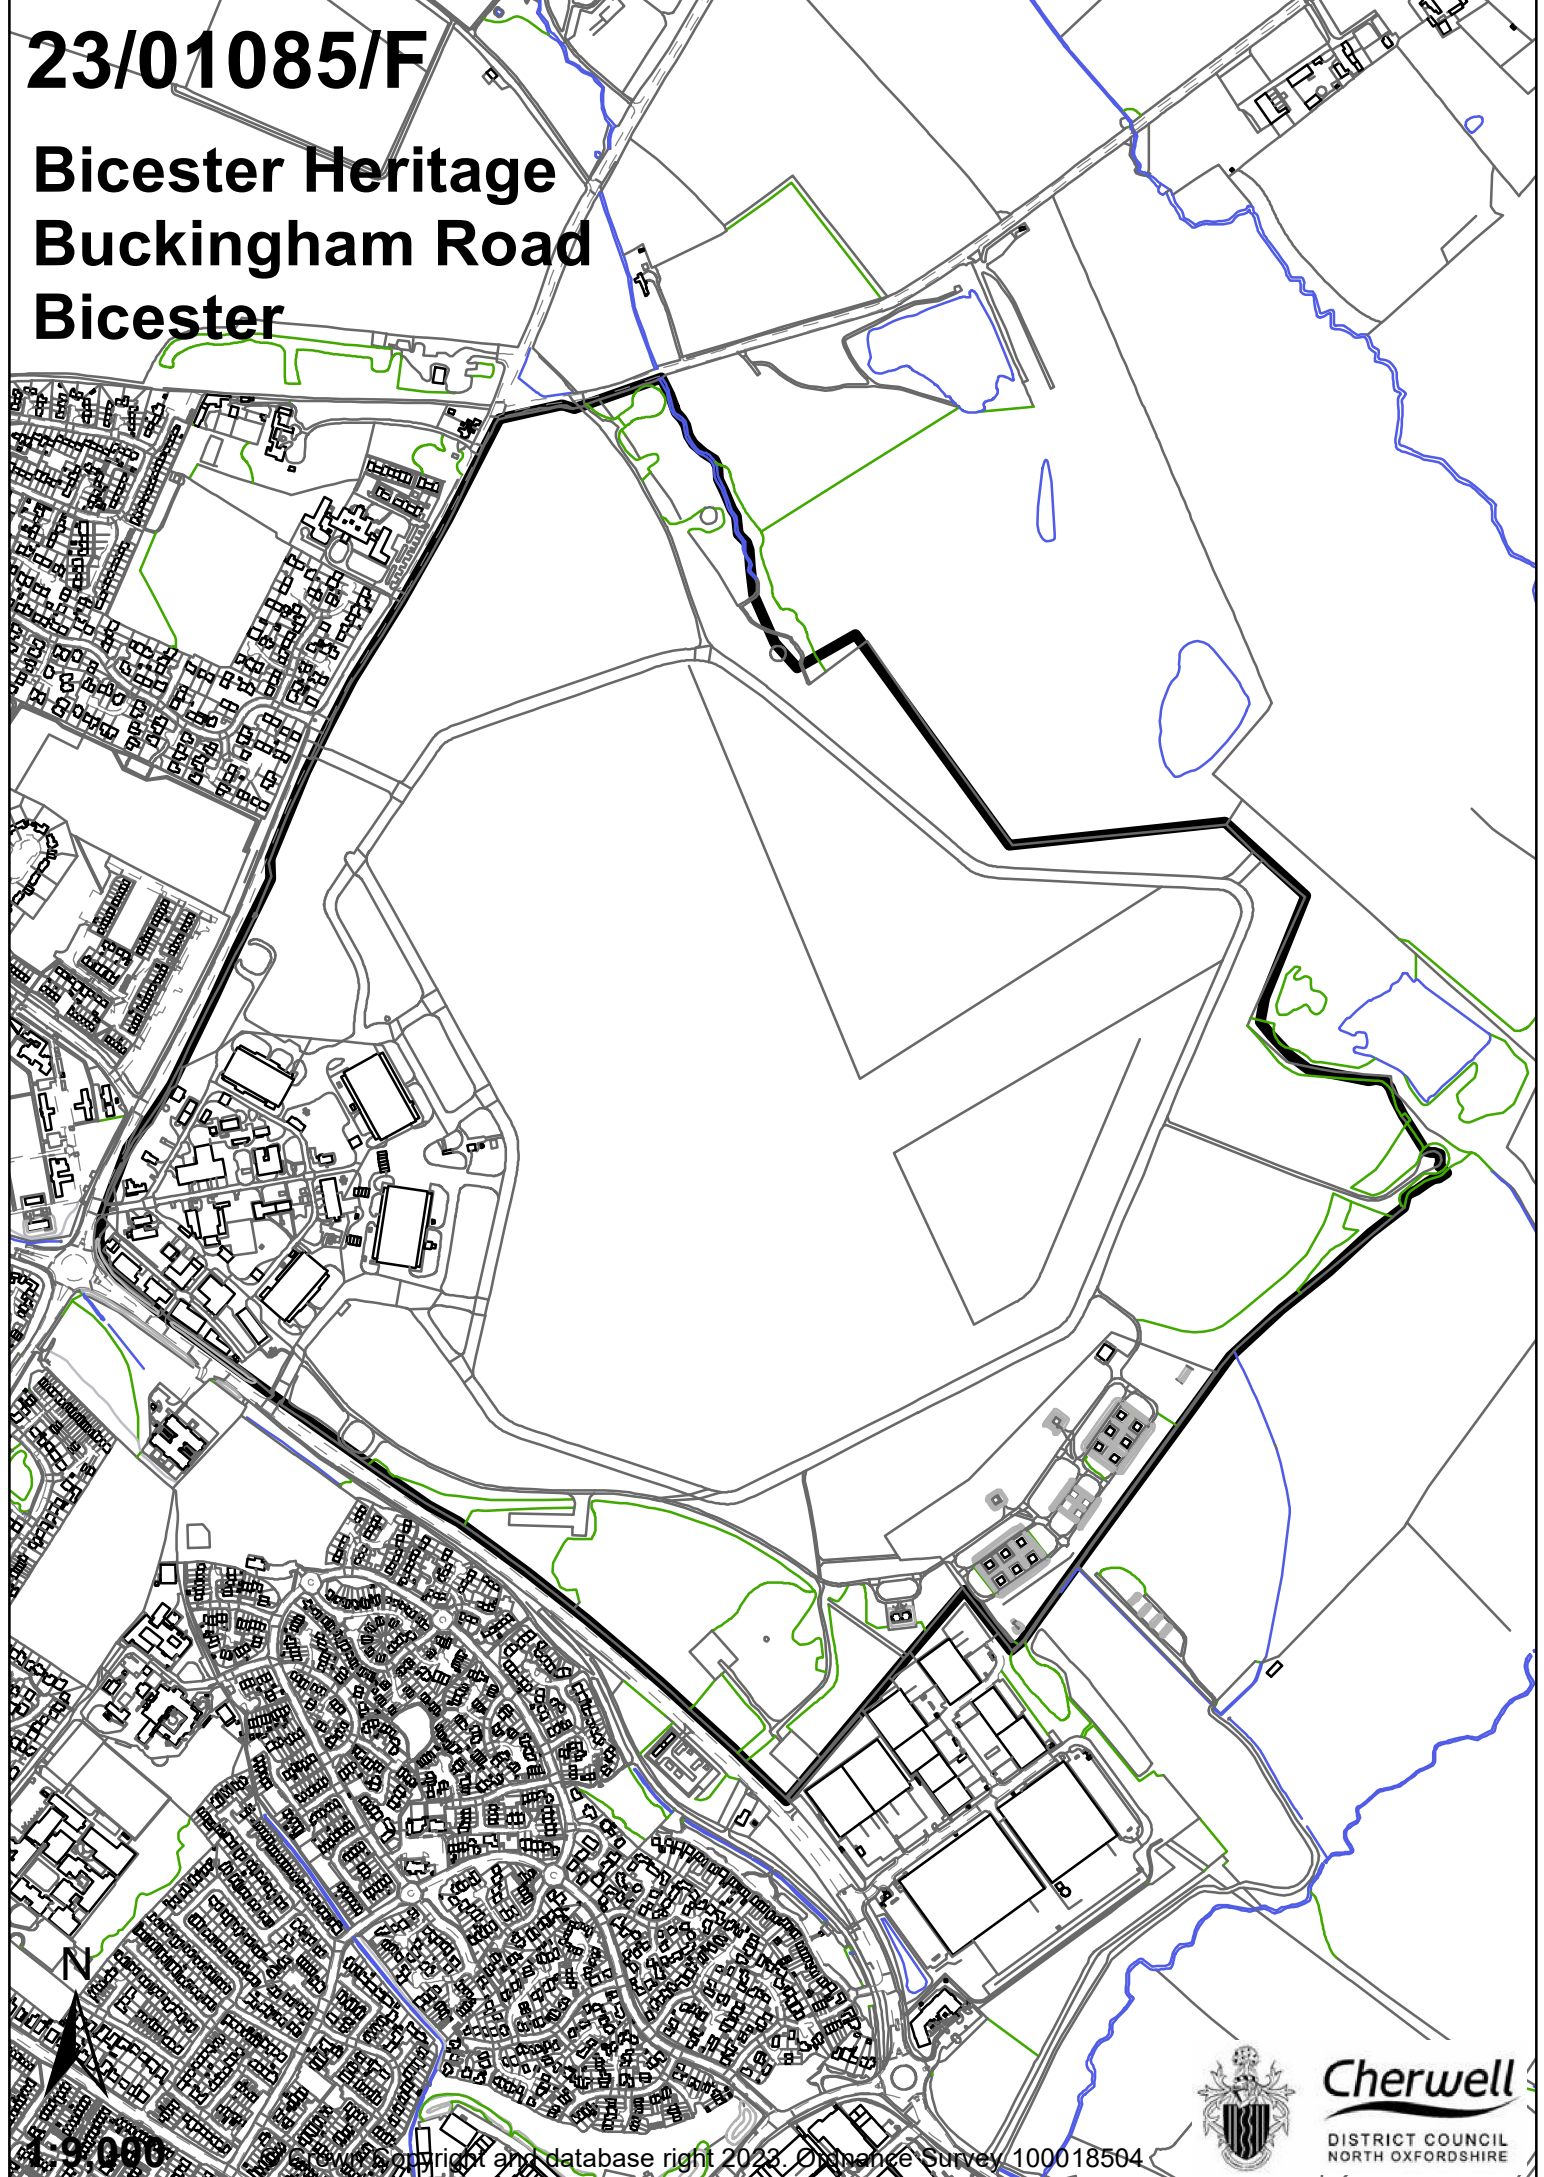 23/01085/F
Bicester Heritage
Buckingham Road
Bicester
N
1:9,000
© Crown Copyright and database right 2023. Ordnance Survey 100018504
Cherwell
DISTRICT COUNCIL
NORTH OXFORDSHIRE